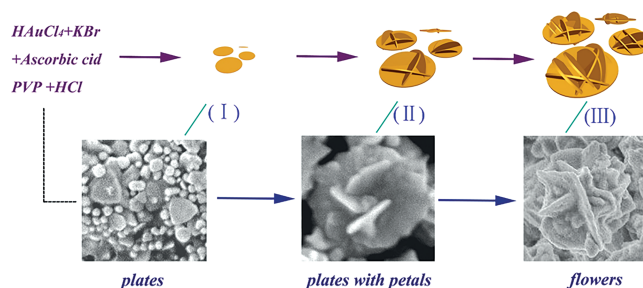 HAuCl₄+KBr
+Ascorbic cid
PVP +HCl
(Ⅰ)
(Ⅱ)
(Ⅲ)
plates
plates with petals
flowers